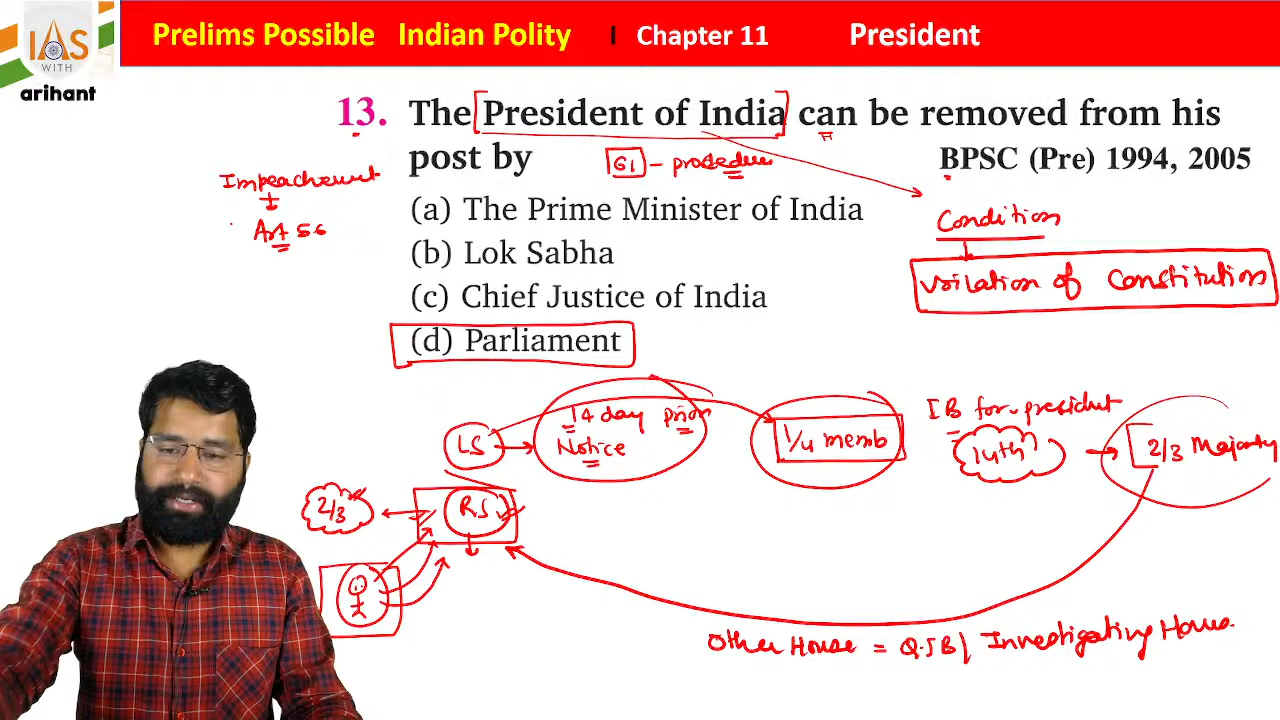 IAS
WITH
arihant
Prelims Possible Indian Polity | Chapter 11 President
13. The President of India can be removed from his
post by
BPSC (Pre) 1994, 2005
61 - procedure
Impeachment
Art 56
(a) The Prime Minister of India
(b) Lok Sabha
(c) Chief Justice of India
(d) Parliament
Condition
Voilation of Constitution
LS
14 day prior
Notice
1/4 memb
IB for president
14th
2/3 Majority
2/3
RS
Other House = Q.JB| Investigating House